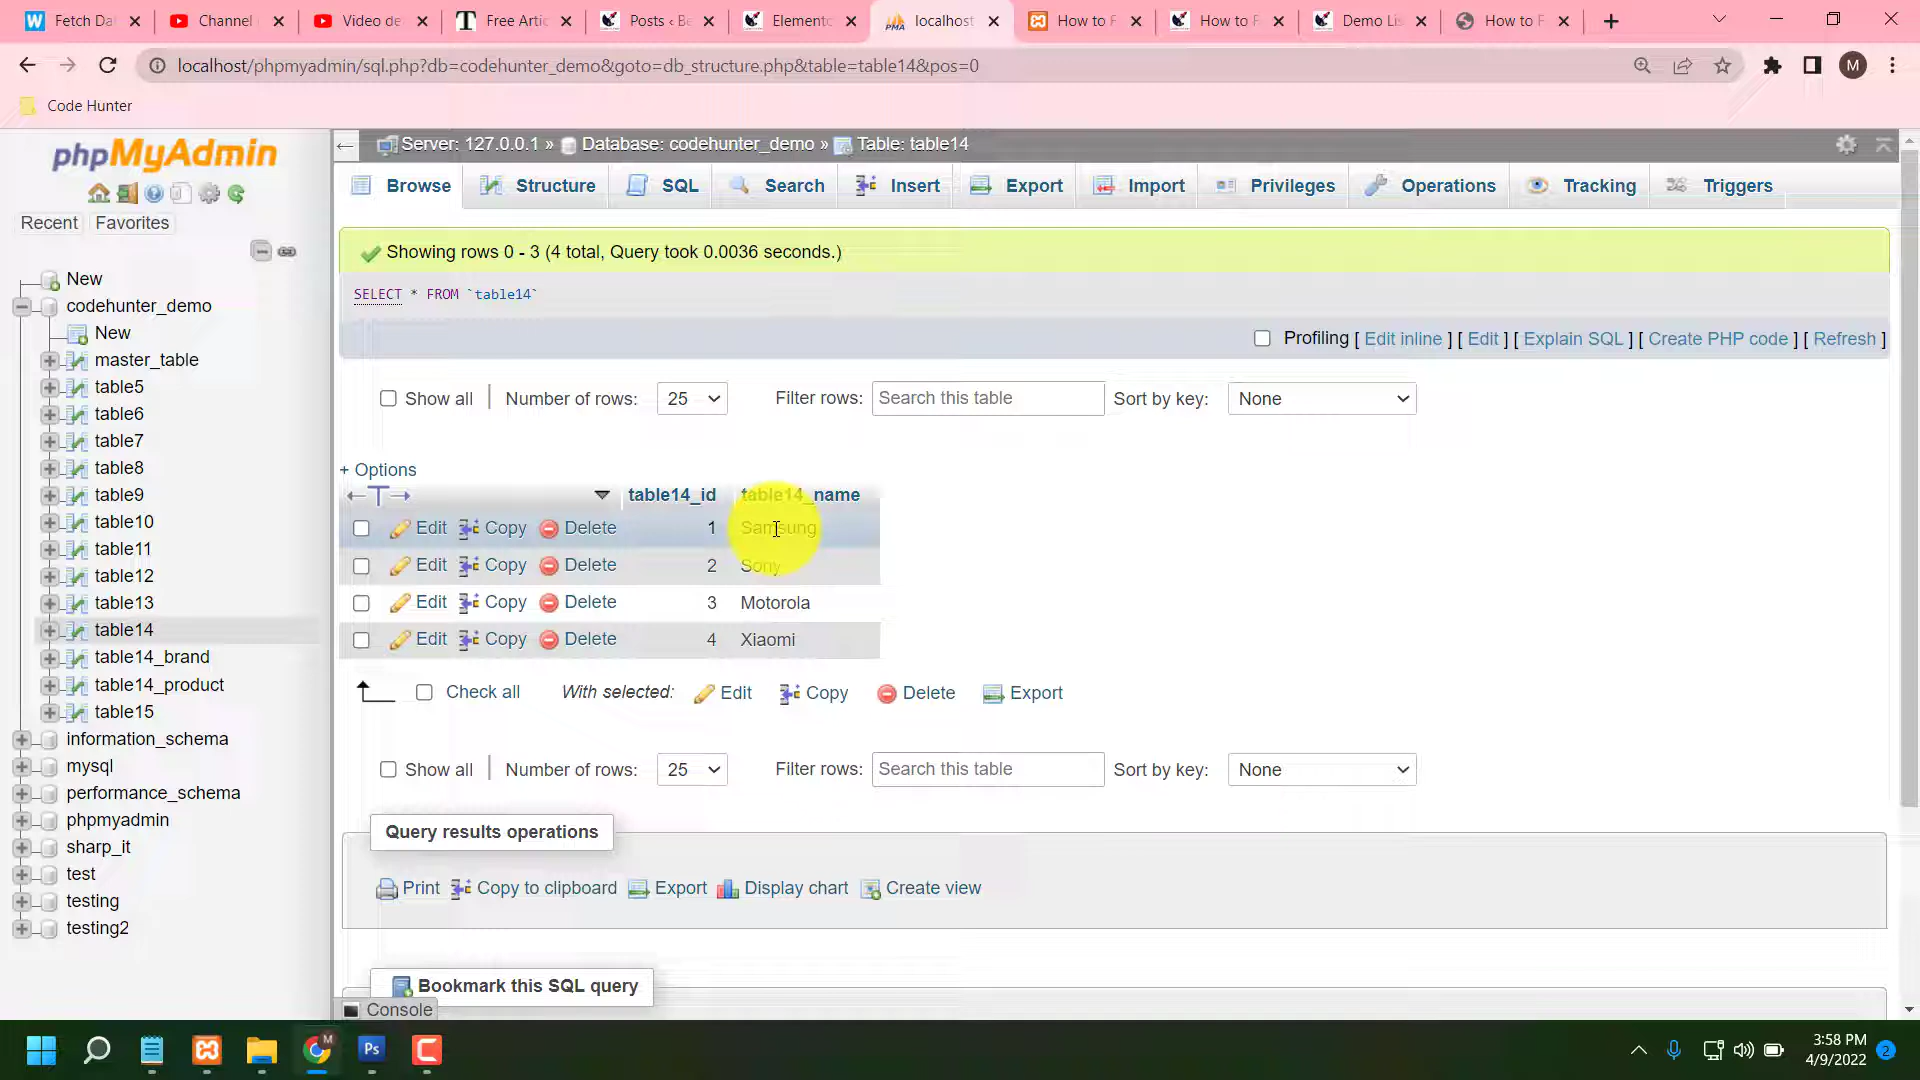 Fetch Dat
Channel
Video de
Free Artic
Posts ‹ Be
Elemento
localhost
How to F
How to F
Demo Lis
How to F
localhost/phpmyadmin/sql.php?db=codehunter_demo&goto=db_structure.php&table=table14&pos=0
M
Code Hunter
phpMyAdmin
Recent Favorites
New
codehunter_demo
New
master_table
table5
table6
table7
table8
table9
table10
table11
table12
table13
table14
table14_brand
table14_product
table15
information_schema
mysql
performance_schema
phpmyadmin
sharp_it
test
testing
testing2
Server: 127.0.0.1 » Database: codehunter_demo » Table: table14
Browse Structure SQL Search Insert Export Import Privileges Operations Tracking Triggers
Showing rows 0 - 3 (4 total, Query took 0.0036 seconds.)
SELECT * FROM `table14`
Profiling [ Edit inline ] [ Edit ] [ Explain SQL ] [ Create PHP code ] [ Refresh ]
Show all Number of rows: 25 Filter rows: Search this table Sort by key: None
+ Options
table14_id table14_name
Edit Copy Delete 1 Samsung
Edit Copy Delete 2 Sony
Edit Copy Delete 3 Motorola
Edit Copy Delete 4 Xiaomi
Check all With selected: Edit Copy Delete Export
Show all Number of rows: 25 Filter rows: Search this table Sort by key: None
Query results operations
Print Copy to clipboard Export Display chart Create view
Bookmark this SQL query
Console
M
Ps
3:58 PM
4/9/2022
2